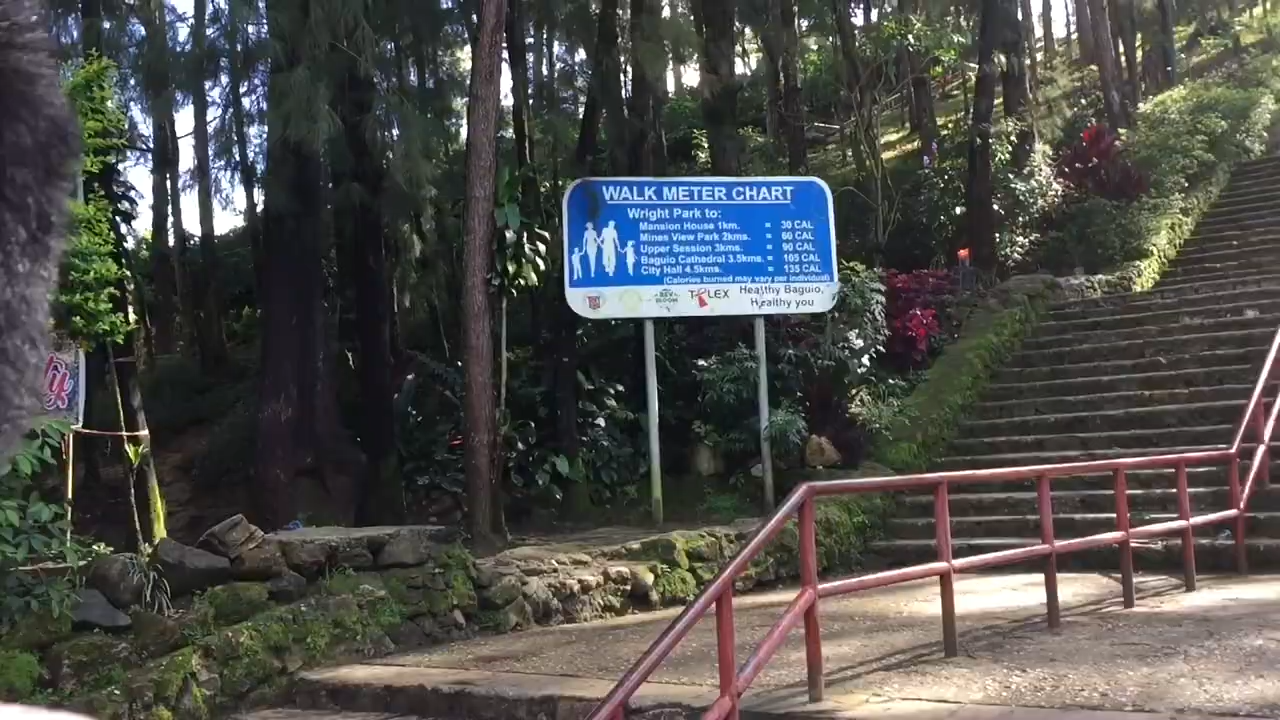 WALK METER CHART
Wright Park to:
Mansion House 1km. = 30 CAL
Mines View Park 2kms. = 60 CAL
Upper Session 3kms. = 90 CAL
Baguio Cathedral 3.5kms. = 105 CAL
City Hall 4.5kms. = 135 CAL
(Calories burned may vary per individual)
Healthy Baguio,
Healthy you